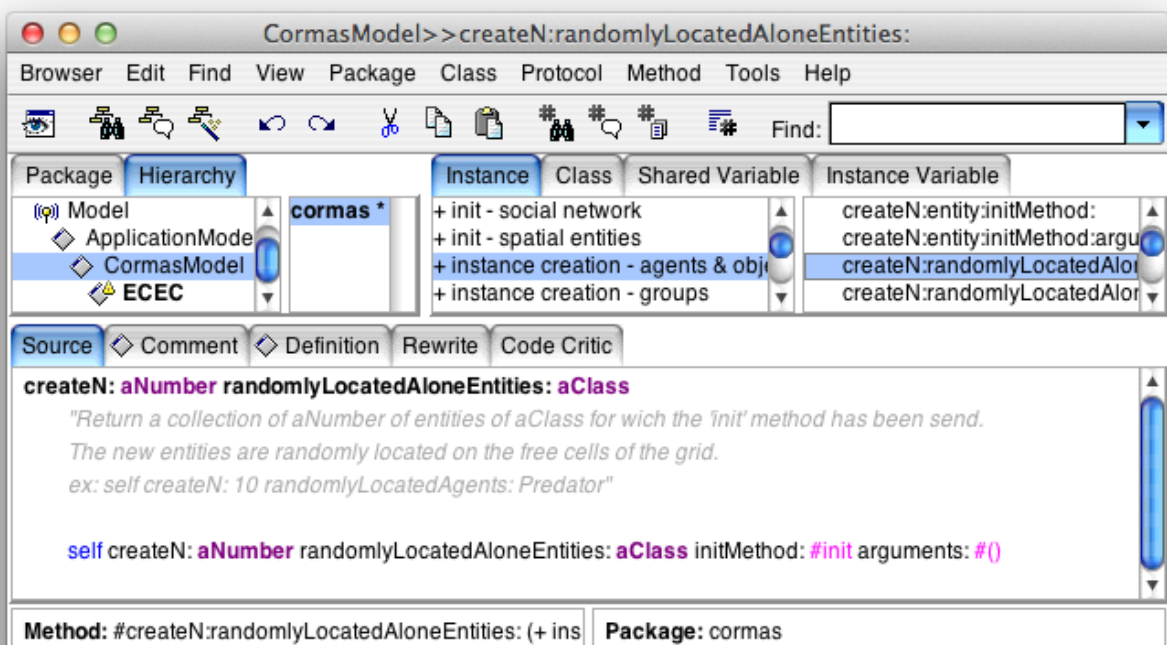 CormasModel>>createN:randomlyLocatedAloneEntities:
Browser Edit Find View Package Class Protocol Method Tools Help
Find:
Package Hierarchy
Instance Class Shared Variable Instance Variable
Model
ApplicationMode
CormasModel
ECEC
cormas *
+ init - social network
+ init - spatial entities
+ instance creation - agents & obj
+ instance creation - groups
createN:entity:initMethod:
createN:entity:initMethod:argu
createN:randomlyLocatedAlo
createN:randomlyLocatedAlor
Source Comment Definition Rewrite Code Critic
createN: aNumber randomlyLocatedAloneEntities: aClass
"Return a collection of aNumber of entities of aClass for wich the 'init' method has been send.
The new entities are randomly located on the free cells of the grid.
ex: self createN: 10 randomlyLocatedAgents: Predator"
self createN: aNumber randomlyLocatedAloneEntities: aClass initMethod: #init arguments: #()
Method: #createN:randomlyLocatedAloneEntities: (+ ins
Package: cormas